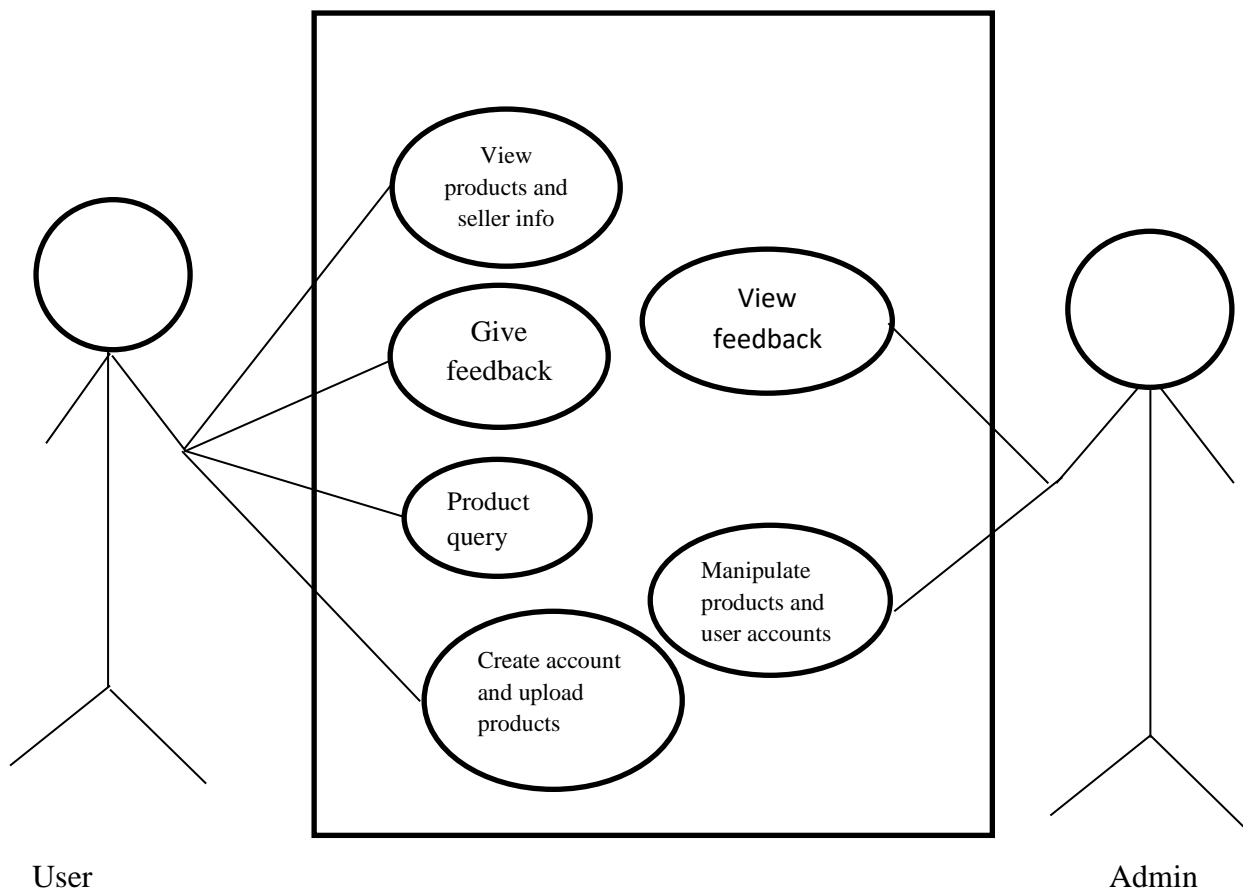 View
products and
seller info
Give
feedback
Product
query
Create account
and upload
products
View
feedback
Manipulate
products and
user accounts
User
Admin